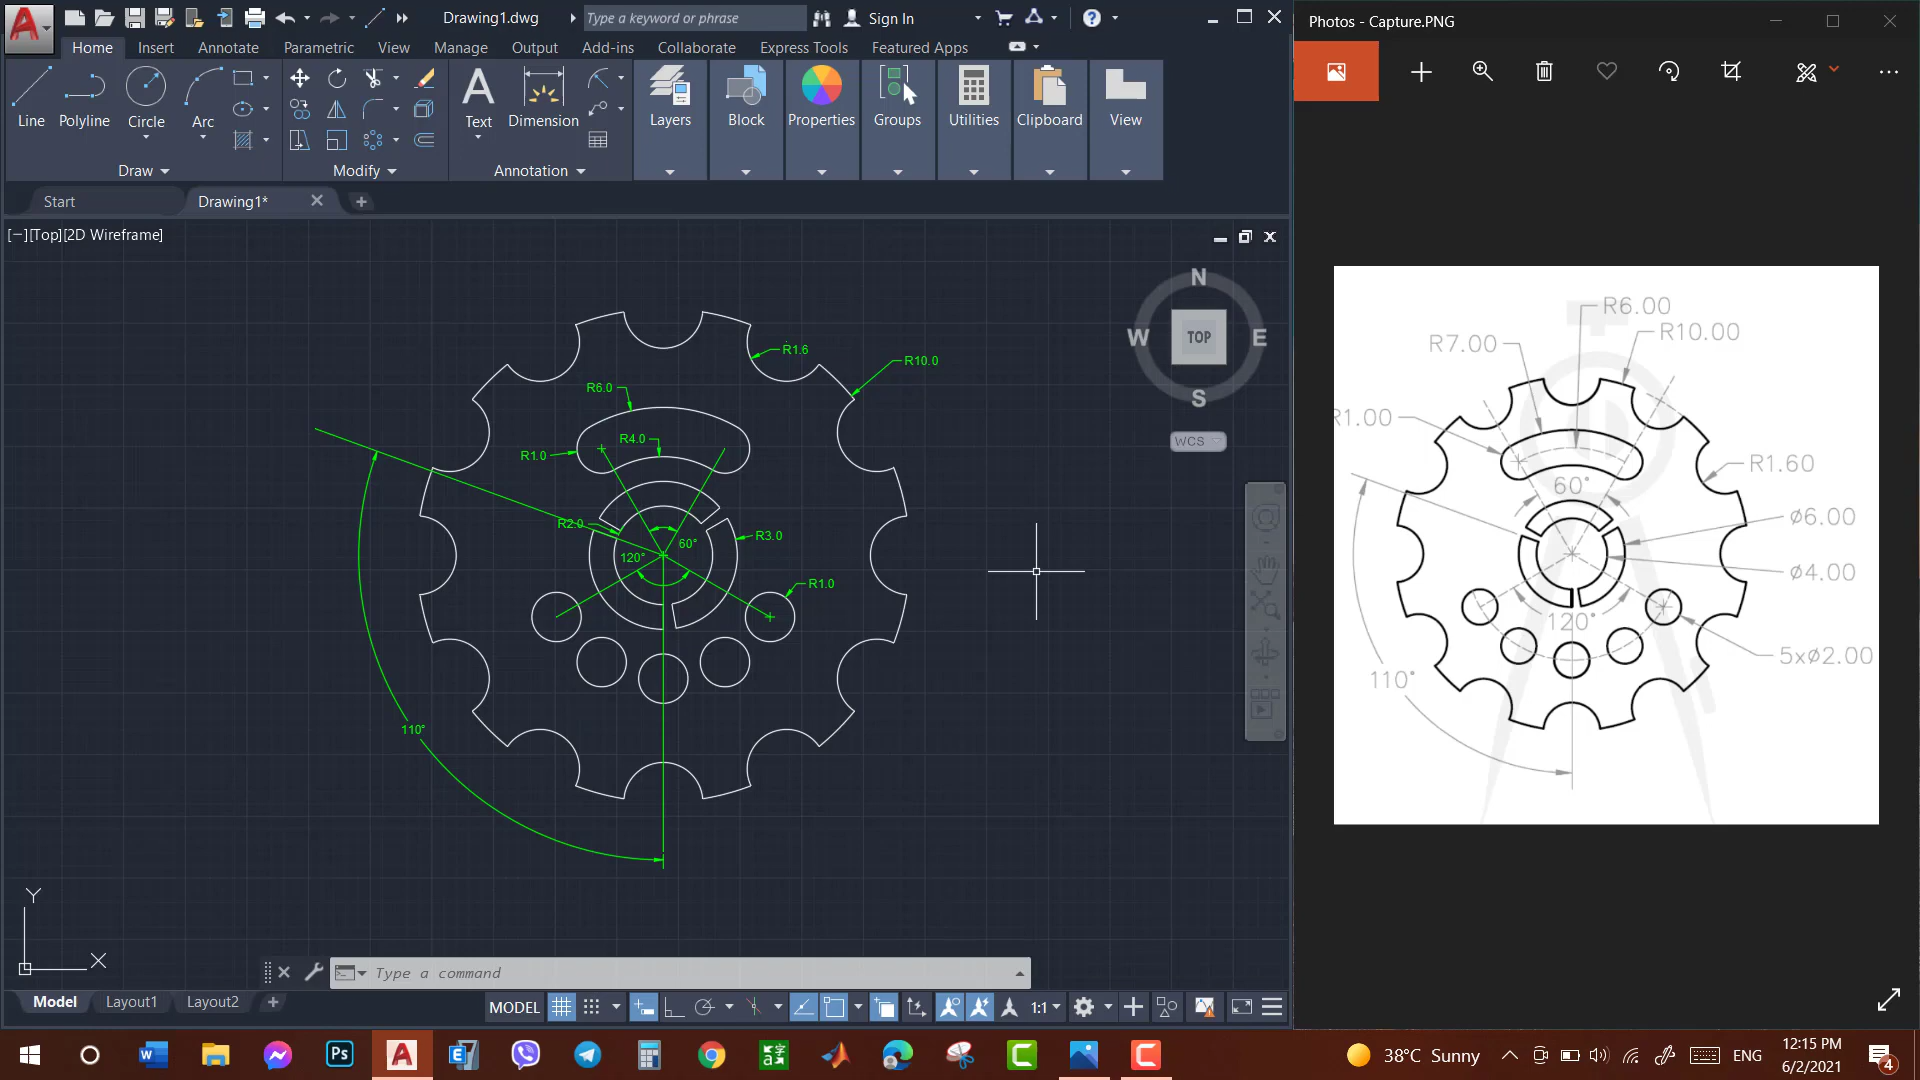 Drawing1.dwg
Type a keyword or phrase
Sign In
Home Insert Annotate Parametric View Manage Output Add-ins Collaborate Express Tools Featured Apps
Line Polyline Circle Arc
Text Dimension
Layers Block Properties Groups Utilities Clipboard View
Draw Modify Annotation
Start Drawing1*
[−][Top][2D Wireframe]
N
W TOP E
S
WCS
R1.6
R10.0
R6.0
R4.0
R1.0
R2.0
R3.0
60°
120°
R1.0
110°
Y
X
Type a command
Model Layout1 Layout2
MODEL 1:1
Photos - Capture.PNG
R6.00
R10.00
R7.00
R1.00
R1.60
60°
ø6.00
ø4.00
120°
5xø2.00
110°
W Ps A
38°C Sunny
ENG
12:15 PM
6/2/2021
4